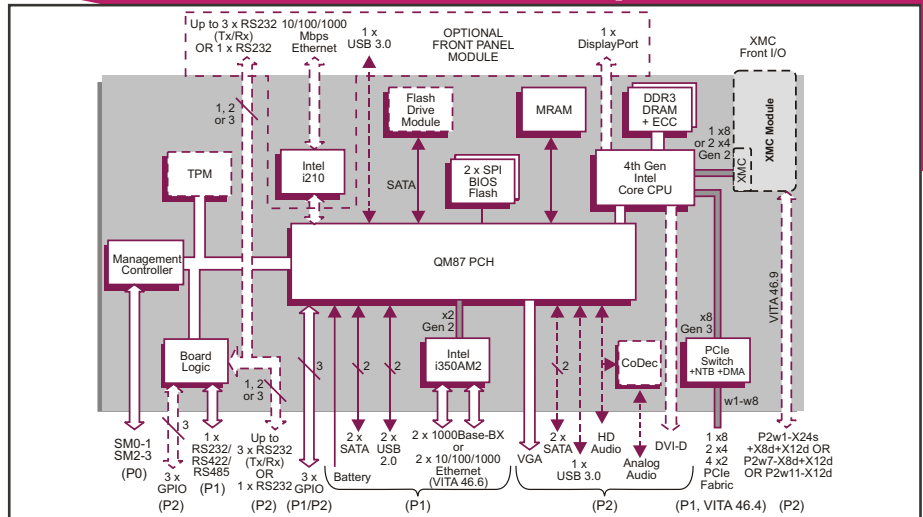 Up to 3 x RS232
(Tx/Rx)
OR 1 x RS232
10/100/1000
Mbps
Ethernet
1 x
USB 3.0
OPTIONAL
FRONT PANEL
MODULE
1 x
DisplayPort
XMC
Front I/O
1, 2
or 3
Flash
Drive
Module
MRAM
DDR3
DRAM
+ ECC
1 x8
or 2 x4
Gen 2
XMC
XMC Module
TPM
Intel
i210
SATA
2 x SPI
BIOS
Flash
4th Gen
Intel
Core CPU
Management
Controller
QM87 PCH
VITA 46.9
x2
Gen 2
x8
Gen 3
Board
Logic
1, 2
or 3
3
2
2
Intel
i350AM2
2
CoDec
PCIe
Switch
+NTB +DMA
w1-w8
3
SM0-1
SM2-3
(P0)
3 x
GPIO
(P2)
1 x
RS232/
RS422/
RS485
(P1)
Up to
3 x RS232
(Tx/Rx)
OR
1 x RS232
(P2)
3 x
GPIO
(P1/P2)
Battery
2 x
SATA
2 x
USB
2.0
2 x 1000Base-BX
or
2 x 10/100/1000
Ethernet
(VITA 46.6)
(P1)
VGA
2 x
SATA
1 x
USB 3.0
HD
Audio
Analog
Audio
DVI-D
(P2)
1 x8
2 x4
4 x2
PCIe
Fabric
(P1, VITA 46.4)
P2w1-X24s
+X8d+X12d OR
P2w7-X8d+X12d
OR P2w11-X12d
(P2)